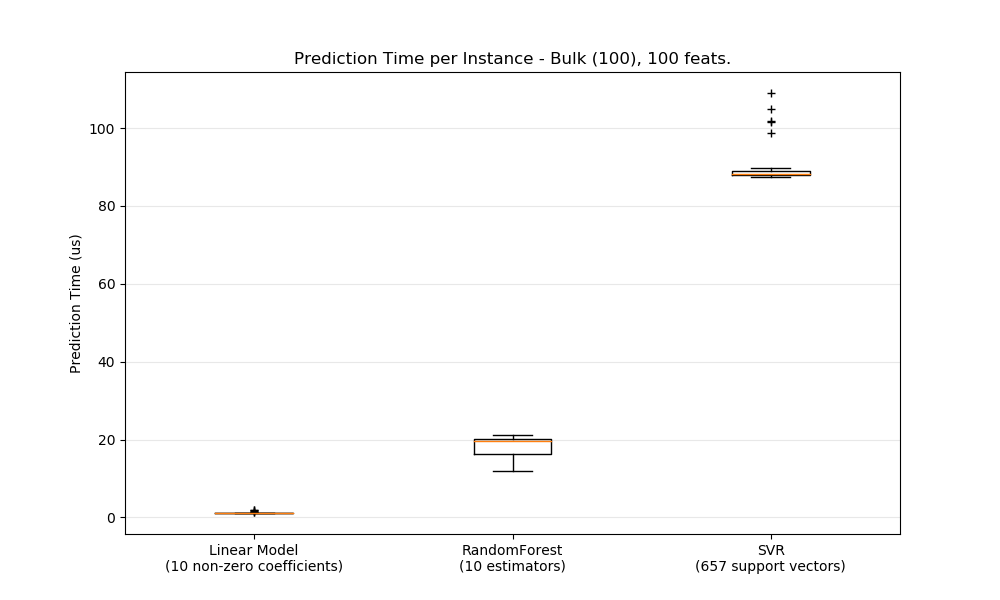 Prediction Time per Instance - Bulk (100), 100 feats.
Prediction Time (us)
100
80
60
40
20
0
Linear Model
(10 non-zero coefficients)
RandomForest
(10 estimators)
SVR
(657 support vectors)